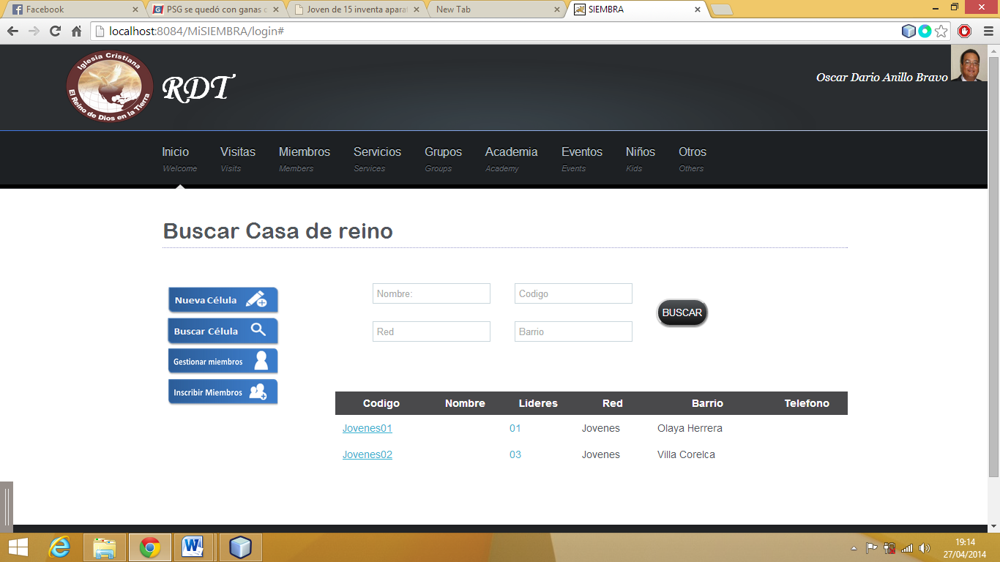 Facebook
PSG se quedó con ganas d
Joven de 15 inventa apara
New Tab
SIEMBRA
localhost:8084/MiSIEMBRA/login#
Iglesia Cristiana
El Reino de Dios en la Tierra
RDT
Oscar Dario Anillo Bravo
Inicio Visitas Miembros Servicios Grupos Academia Eventos Niños Otros
Welcome Visits Members Services Groups Academy Events Kids Others
Buscar Casa de reino
Nueva Célula
Buscar Célula
Gestionar miembros
Inscribir Miembros
Nombre: Codigo
BUSCAR
Red Barrio
Codigo Nombre Lideres Red Barrio Telefono
Jovenes01 01 Jovenes Olaya Herrera
Jovenes02 03 Jovenes Villa Corelca
19:14
27/04/2014